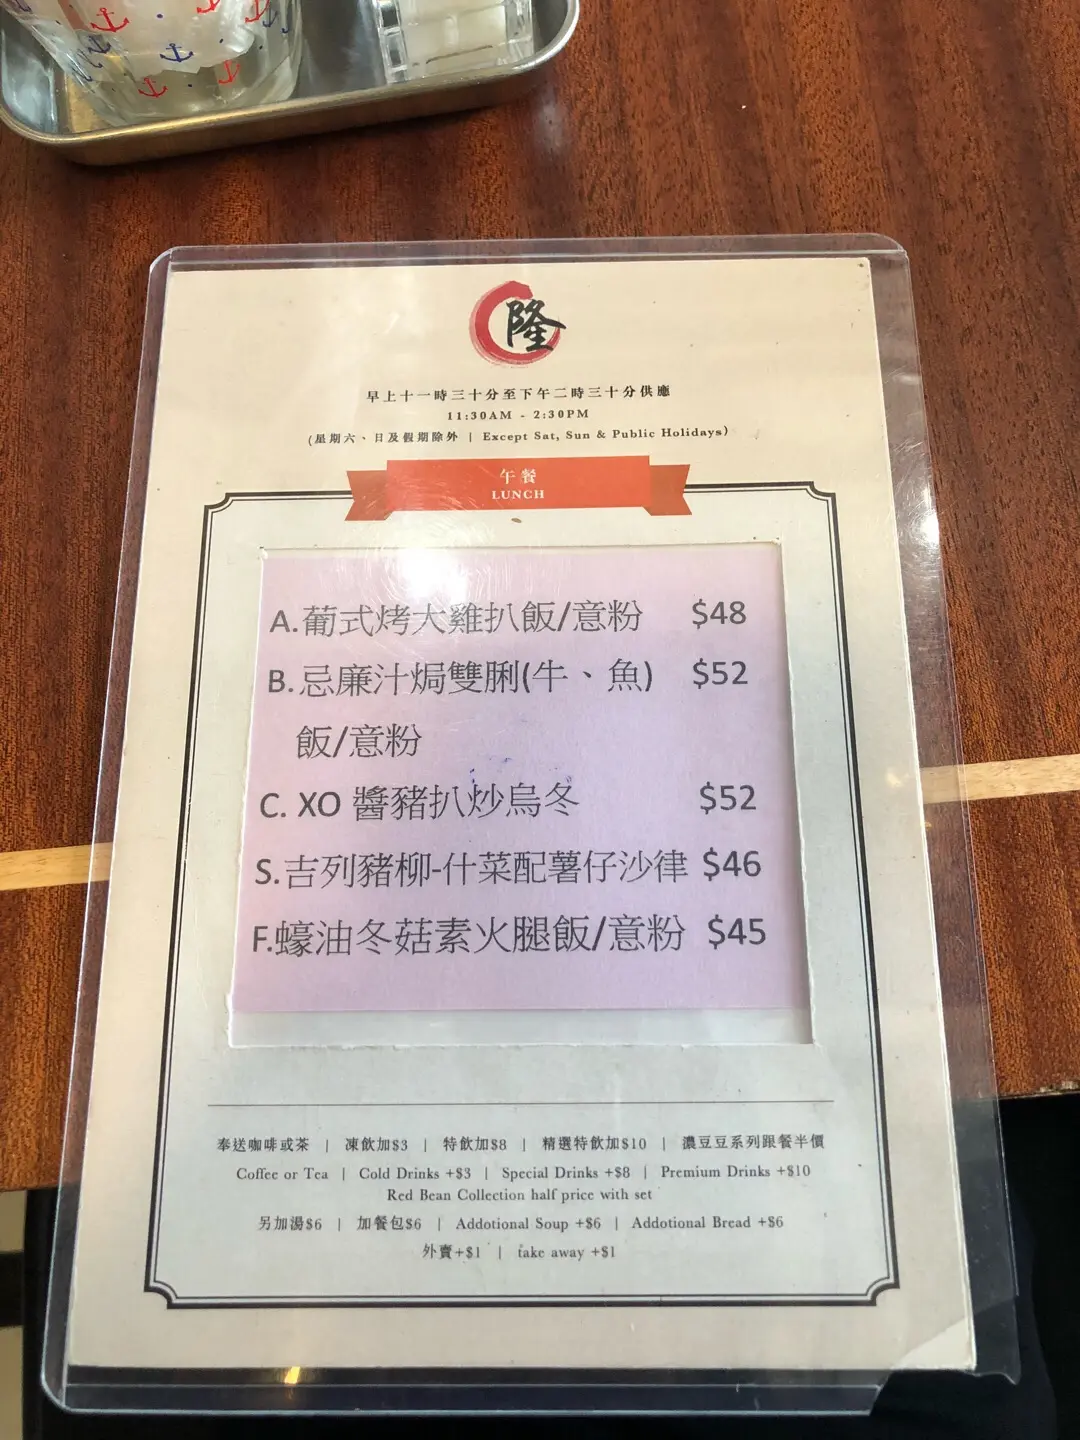 隆
早上十一時三十分至下午二時三十分供應
11:30AM - 2:30PM
(星期六、日及假期除外 | Except Sat, Sun & Public Holidays)
午餐
LUNCH
A.葡式烤大雞扒飯/意粉 $48
B.忌廉汁焗雙脷(牛、魚) $52
飯/意粉
C. XO 醬豬扒炒烏冬 $52
S.吉列豬柳-什菜配薯仔沙律 $46
F.蠔油冬菇素火腿飯/意粉 $45
奉送咖啡或茶 | 凍飲加$3 | 特飲加$8 | 精選特飲加$10 | 濃豆豆系列跟餐半價
Coffee or Tea | Cold Drinks +$3 | Special Drinks +$8 | Premium Drinks +$10
Red Bean Collection half price with set
另加湯$6 | 加餐包$6 | Addotional Soup +$6 | Addotional Bread +$6
外賣+$1 | take away +$1